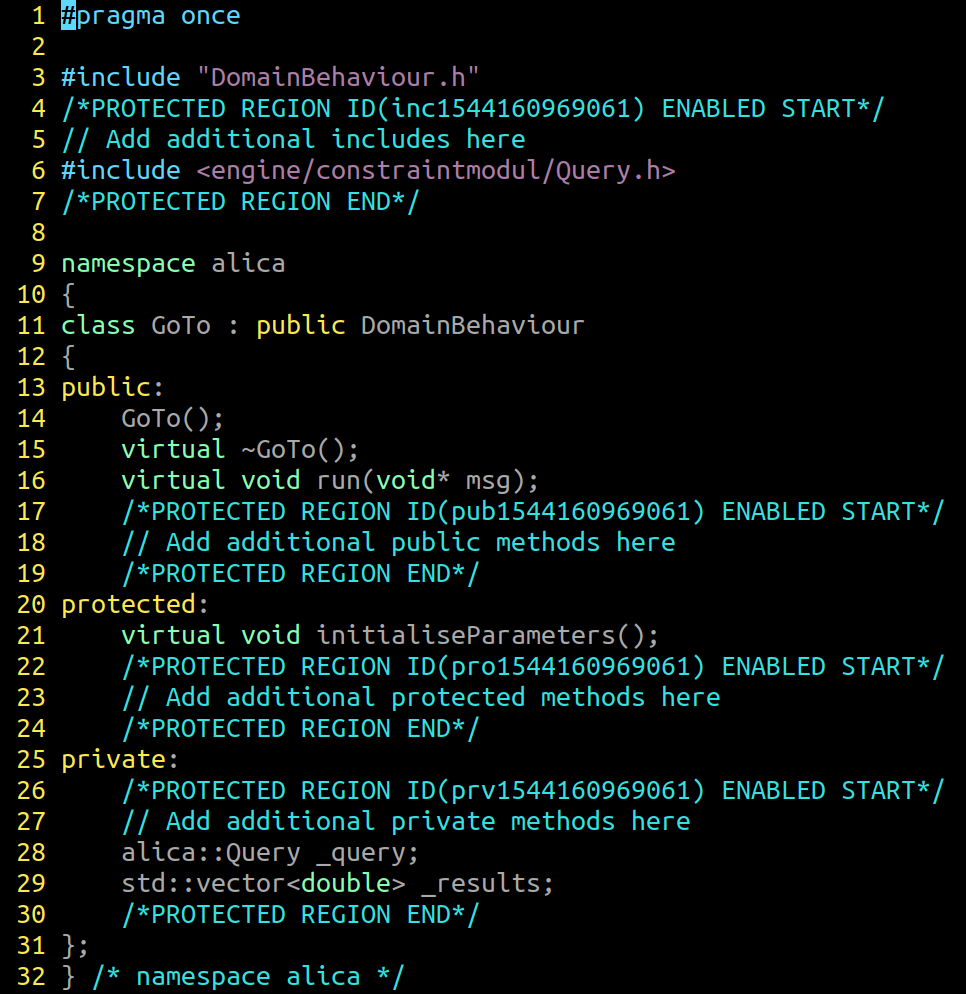 1 #pragma once
2
3 #include "DomainBehaviour.h"
4 /*PROTECTED REGION ID(inc1544160969061) ENABLED START*/
5 // Add additional includes here
6 #include <engine/constraintmodul/Query.h>
7 /*PROTECTED REGION END*/
8
9 namespace alica
10 {
11 class GoTo : public DomainBehaviour
12 {
13 public:
14     GoTo();
15     virtual ~GoTo();
16     virtual void run(void* msg);
17     /*PROTECTED REGION ID(pub1544160969061) ENABLED START*/
18     // Add additional public methods here
19     /*PROTECTED REGION END*/
20 protected:
21     virtual void initialiseParameters();
22     /*PROTECTED REGION ID(pro1544160969061) ENABLED START*/
23     // Add additional protected methods here
24     /*PROTECTED REGION END*/
25 private:
26     /*PROTECTED REGION ID(prv1544160969061) ENABLED START*/
27     // Add additional private methods here
28     alica::Query _query;
29     std::vector<double> _results;
30     /*PROTECTED REGION END*/
31 };
32 } /* namespace alica */